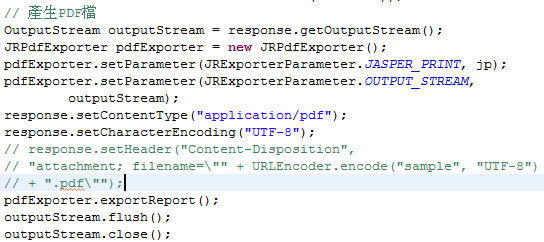 // 產生PDF檔
OutputStream outputStream = response.getOutputStream();
JRPdfExporter pdfExporter = new JRPdfExporter();
pdfExporter.setParameter(JRExporterParameter.JASPER_PRINT, jp);
pdfExporter.setParameter(JRExporterParameter.OUTPUT_STREAM,
outputStream);
response.setContentType("application/pdf");
response.setCharacterEncoding("UTF-8");
// response.setHeader("Content-Disposition",
// "attachment; filename=\"" + URLEncoder.encode("sample", "UTF-8")
// + ".pdf\"");
pdfExporter.exportReport();
outputStream.flush();
outputStream.close();